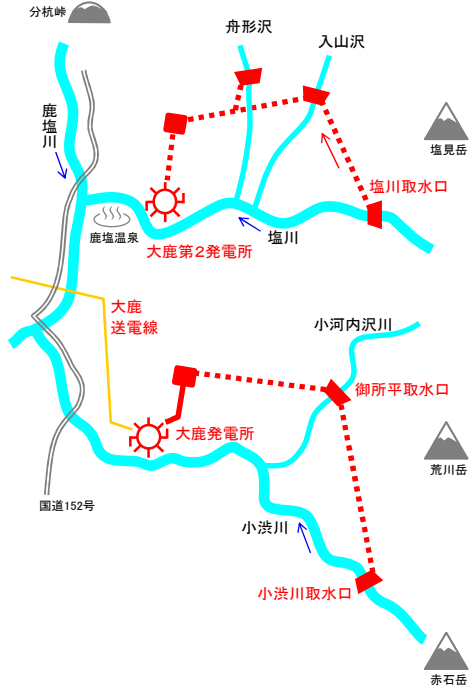 分杭峠
舟形沢
入山沢
鹿塩川
塩見岳
塩川取水口
鹿塩温泉
塩川
大鹿第2発電所
大鹿
送電線
小河内沢川
御所平取水口
大鹿発電所
荒川岳
国道152号
小渋川
小渋川取水口
赤石岳